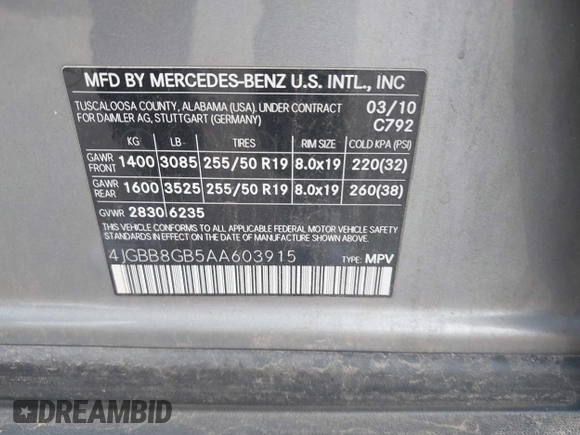 MFD BY MERCEDES-BENZ U.S. INTL., INC
TUSCALOOSA COUNTY, ALABAMA (USA). UNDER CONTRACT 03/10
FOR DAIMLER AG, STUTTGART (GERMANY) C792
KG LB TIRES RIM SIZE COLD KPA (PSI)
GAWR FRONT 1400 3085 255/50 R19 8.0x19 220(32)
GAWR REAR 1600 3525 255/50 R19 8.0x19 260(38)
GVWR 2830 6235
THIS VEHICLE CONFORMS TO ALL APPLICABLE FEDERAL MOTOR VEHICLE SAFETY
AND THEFT PREVENTION STANDARDS IN EFFECT ON THE DATE OF MANUFACTURE SHOWN ABOVE.
4JGBB8GB5AA603915 TYPE: MPV
DREAMBID